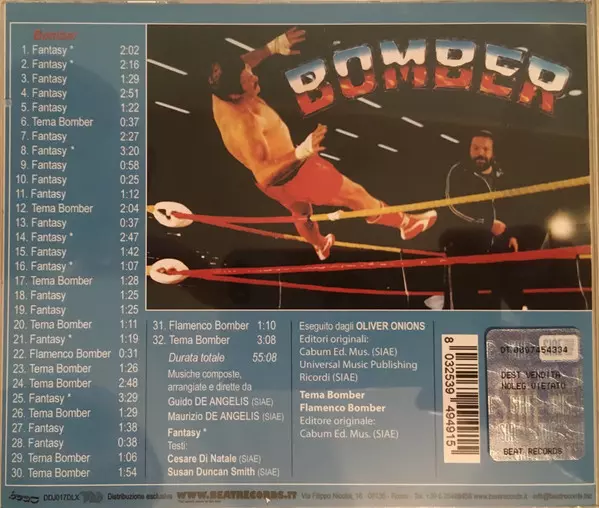 BOMBER
Bomber
1. Fantasy * 2:02
2. Fantasy * 2:16
3. Fantasy 1:29
4. Fantasy 2:51
5. Fantasy 1:22
6. Tema Bomber 0:37
7. Fantasy 2:27
8. Fantasy * 3:20
9. Fantasy 0:58
10. Fantasy 0:25
11. Fantasy 1:12
12. Tema Bomber 2:04
13. Fantasy 0:37
14. Fantasy * 2:47
15. Fantasy 1:42
16. Fantasy * 1:07
17. Tema Bomber 1:28
18. Fantasy 1:25
19. Fantasy 1:25
20. Tema Bomber 1:11
21. Fantasy * 1:19
22. Flamenco Bomber 0:31
23. Tema Bomber 1:26
24. Tema Bomber 2:48
25. Fantasy * 3:29
26. Tema Bomber 1:29
27. Fantasy 1:38
28. Fantasy 0:38
29. Tema Bomber 1:06
30. Tema Bomber 1:54
31. Flamenco Bomber 1:10
32. Tema Bomber 3:08
Durata totale 55:08
Musiche composte,
arrangiate e dirette da
Guido DE ANGELIS (SIAE)
Maurizio DE ANGELIS (SIAE)
Fantasy *
Testi:
Cesare Di Natale (SIAE)
Susan Duncan Smith (SIAE)
Eseguito dagli OLIVER ONIONS
Editori originali:
Cabum Ed. Mus. (SIAE)
Universal Music Publishing
Ricordi (SIAE)
Tema Bomber
Flamenco Bomber
Editore originale:
Cabum Ed. Mus. (SIAE)
8 032539 494915
DT.0897454334
DEST VENDITA
NOLEG VIETATO
BEAT RECORDS
DDJ017DLX
Distribuzione esclusiva
WWW.BEATRECORDS.IT